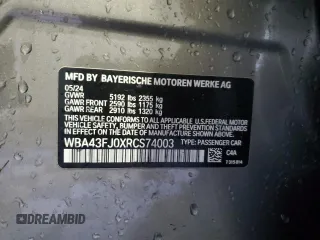 MFD BY BAYERISCHE MOTOREN WERKE AG
05/24
GVWR 5192 lbs 2355 kg
GAWR FRONT 2590 lbs 1175 kg
GAWR REAR 2910 lbs 1320 kg
THIS VEHICLE CONFORMS TO ALL APPLICABLE U.S. FEDERAL MOTOR
VEHICLE SAFETY, BUMPER, AND THEFT PREVENTION STANDARDS
IN EFFECT ON THE DATE OF MANUFACTURE SHOWN ABOVE.
WBA43FJ0XRCS74003 TYPE: PASSENGER CAR
C4A
DREAMBID